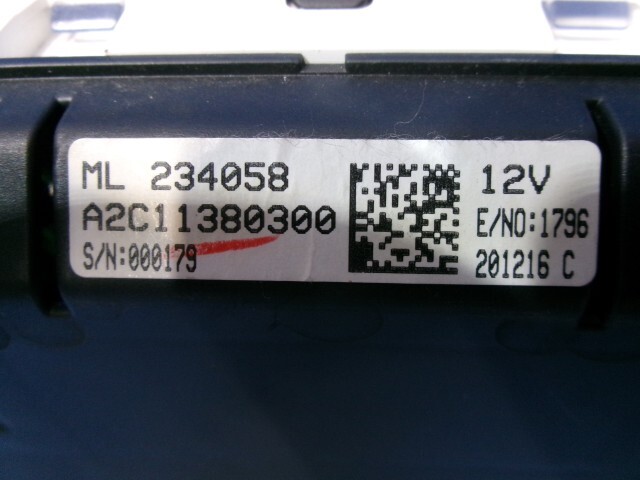 ML 234058
A2C11380300
S/N:000179
12V
E/NO:1796
201216 C